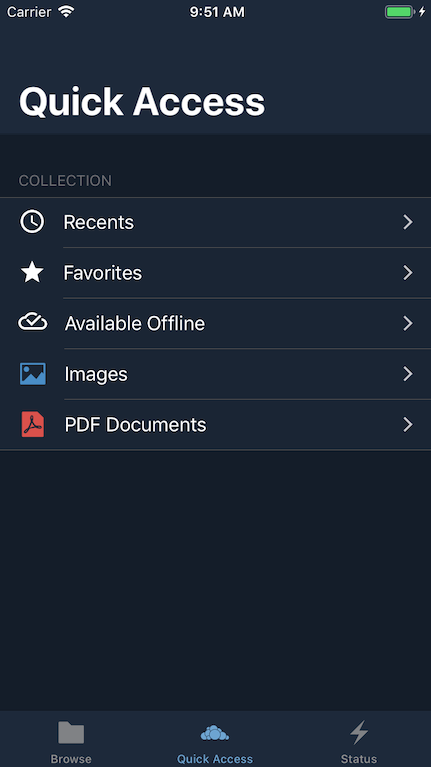 Carrier 9:51 AM
Quick Access
COLLECTION
Recents
Favorites
Available Offline
Images
PDF Documents
Browse Quick Access Status